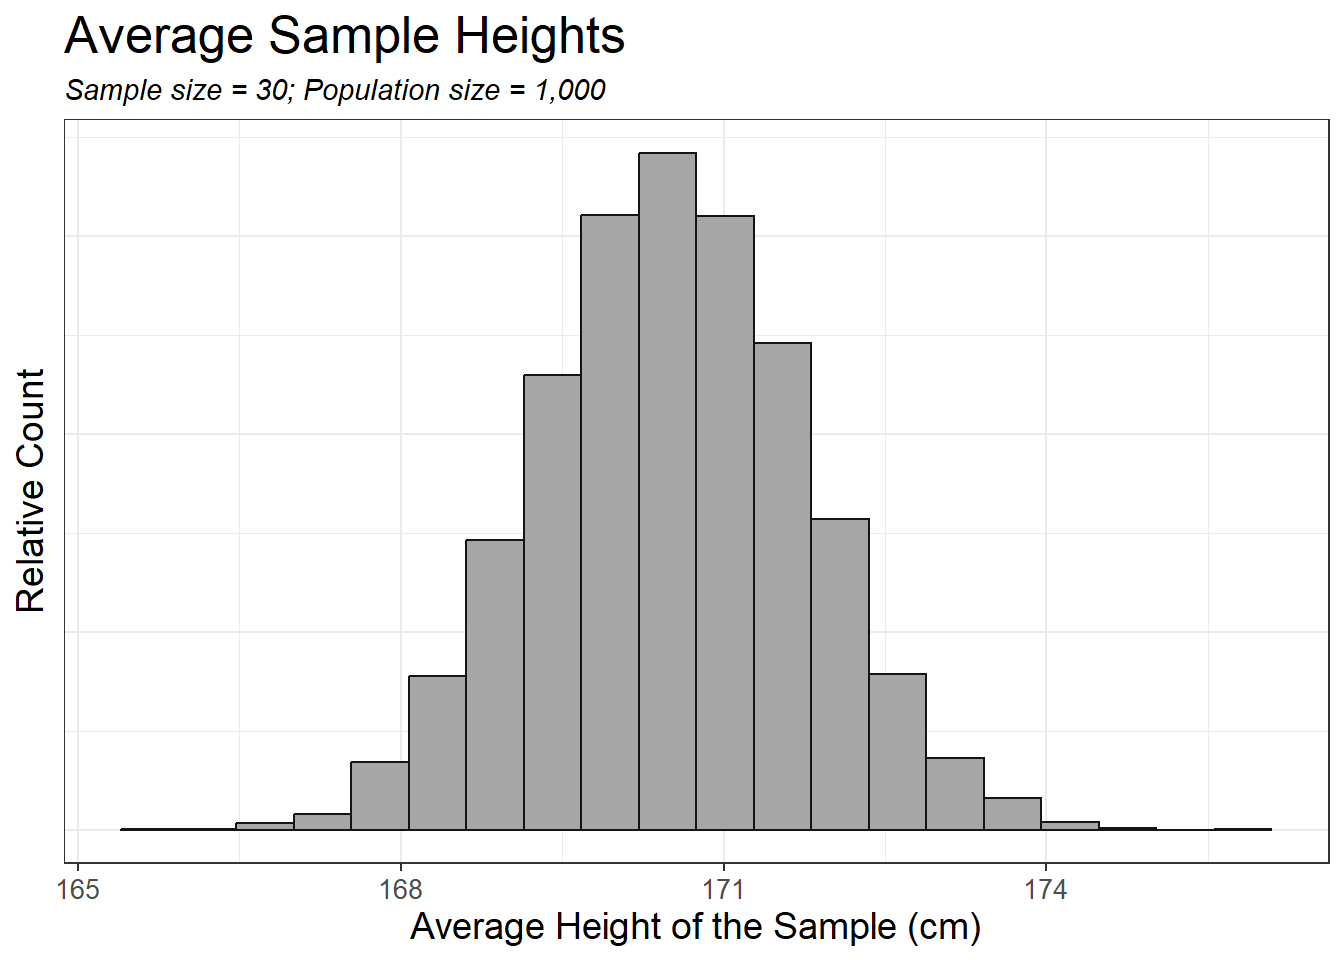 Average Sample Heights
Sample size = 30; Population size = 1,000
Relative Count
165 168 171 174
Average Height of the Sample (cm)